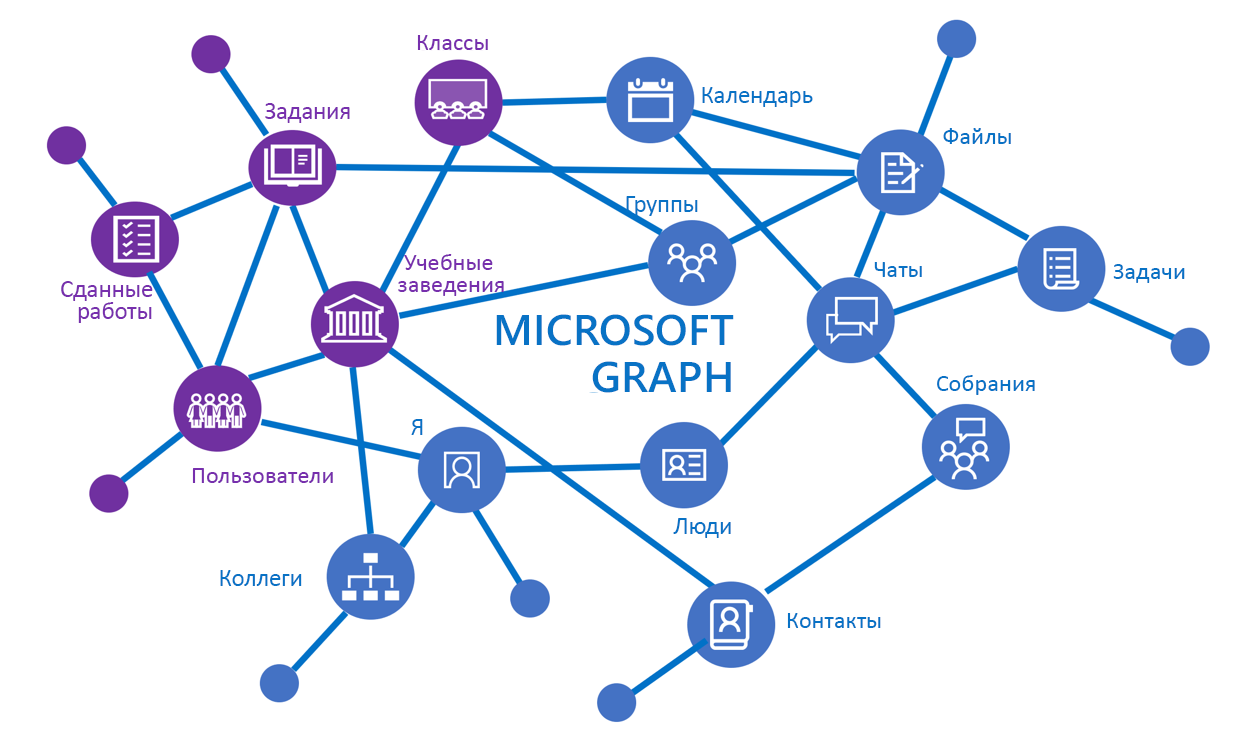 Классы
Календарь
Задания
Файлы
Группы
Учебные
заведения
Чаты
Задачи
Сданные
работы
MICROSOFT
GRAPH
Собрания
Я
Пользователи
Люди
Коллеги
Контакты